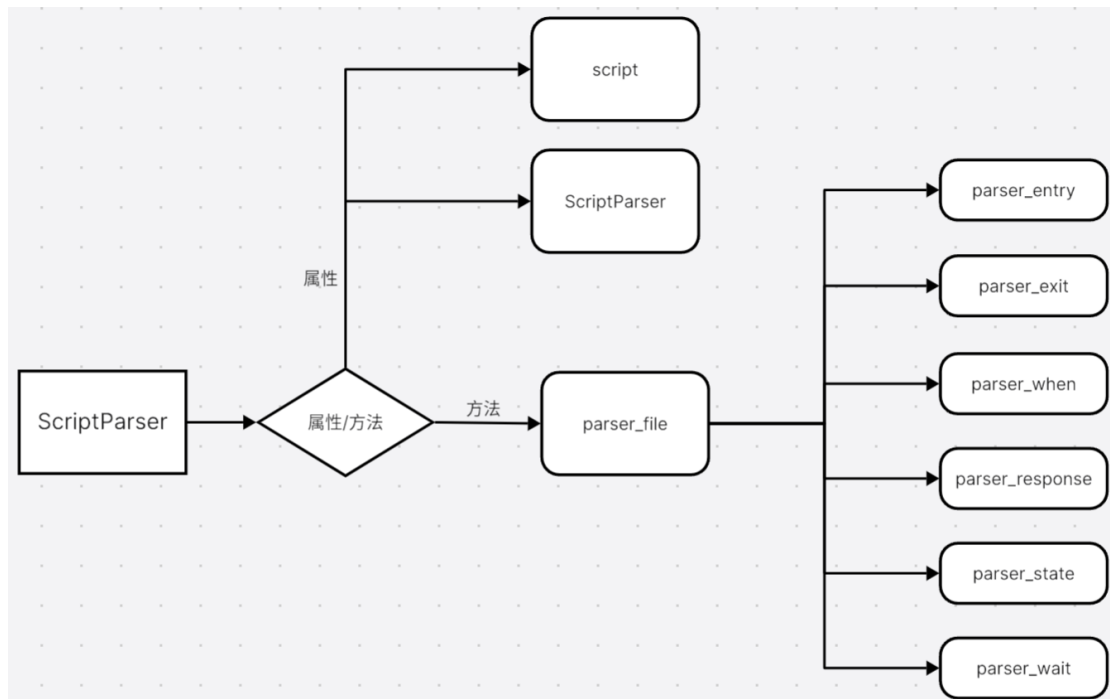 script
ScriptParser
属性
ScriptParser
属性/方法
方法
parser_file
parser_entry
parser_exit
parser_when
parser_response
parser_state
parser_wait